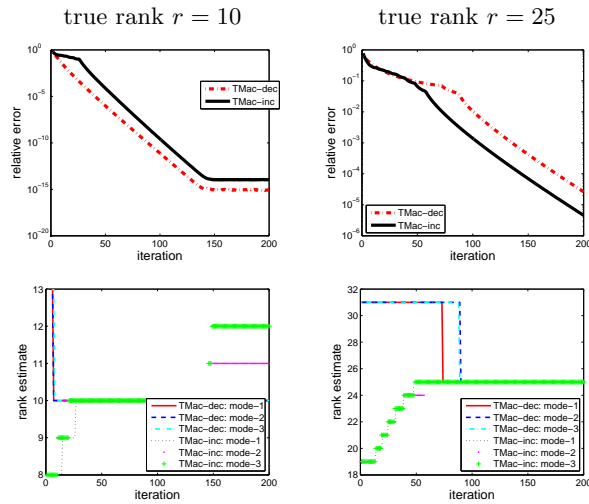 true rank r = 10
true rank r = 25
10^0
10^-5
10^-10
10^-15
10^-20
0
50
100
150
200
iteration
relative error
TMac-dec
TMac-inc
10^0
10^-1
10^-2
10^-3
10^-4
10^-5
10^-6
0
50
100
150
200
iteration
relative error
TMac-dec
TMac-inc
13
12
11
10
9
8
0
50
100
150
200
iteration
rank estimate
TMac-dec: mode-1
TMac-dec: mode-2
TMac-dec: mode-3
TMac-inc: mode-1
TMac-inc: mode-2
TMac-inc: mode-3
32
30
28
26
24
22
20
18
0
50
100
150
200
iteration
rank estimate
TMac-dec: mode-1
TMac-dec: mode-2
TMac-dec: mode-3
TMac-inc: mode-1
TMac-inc: mode-2
TMac-inc: mode-3